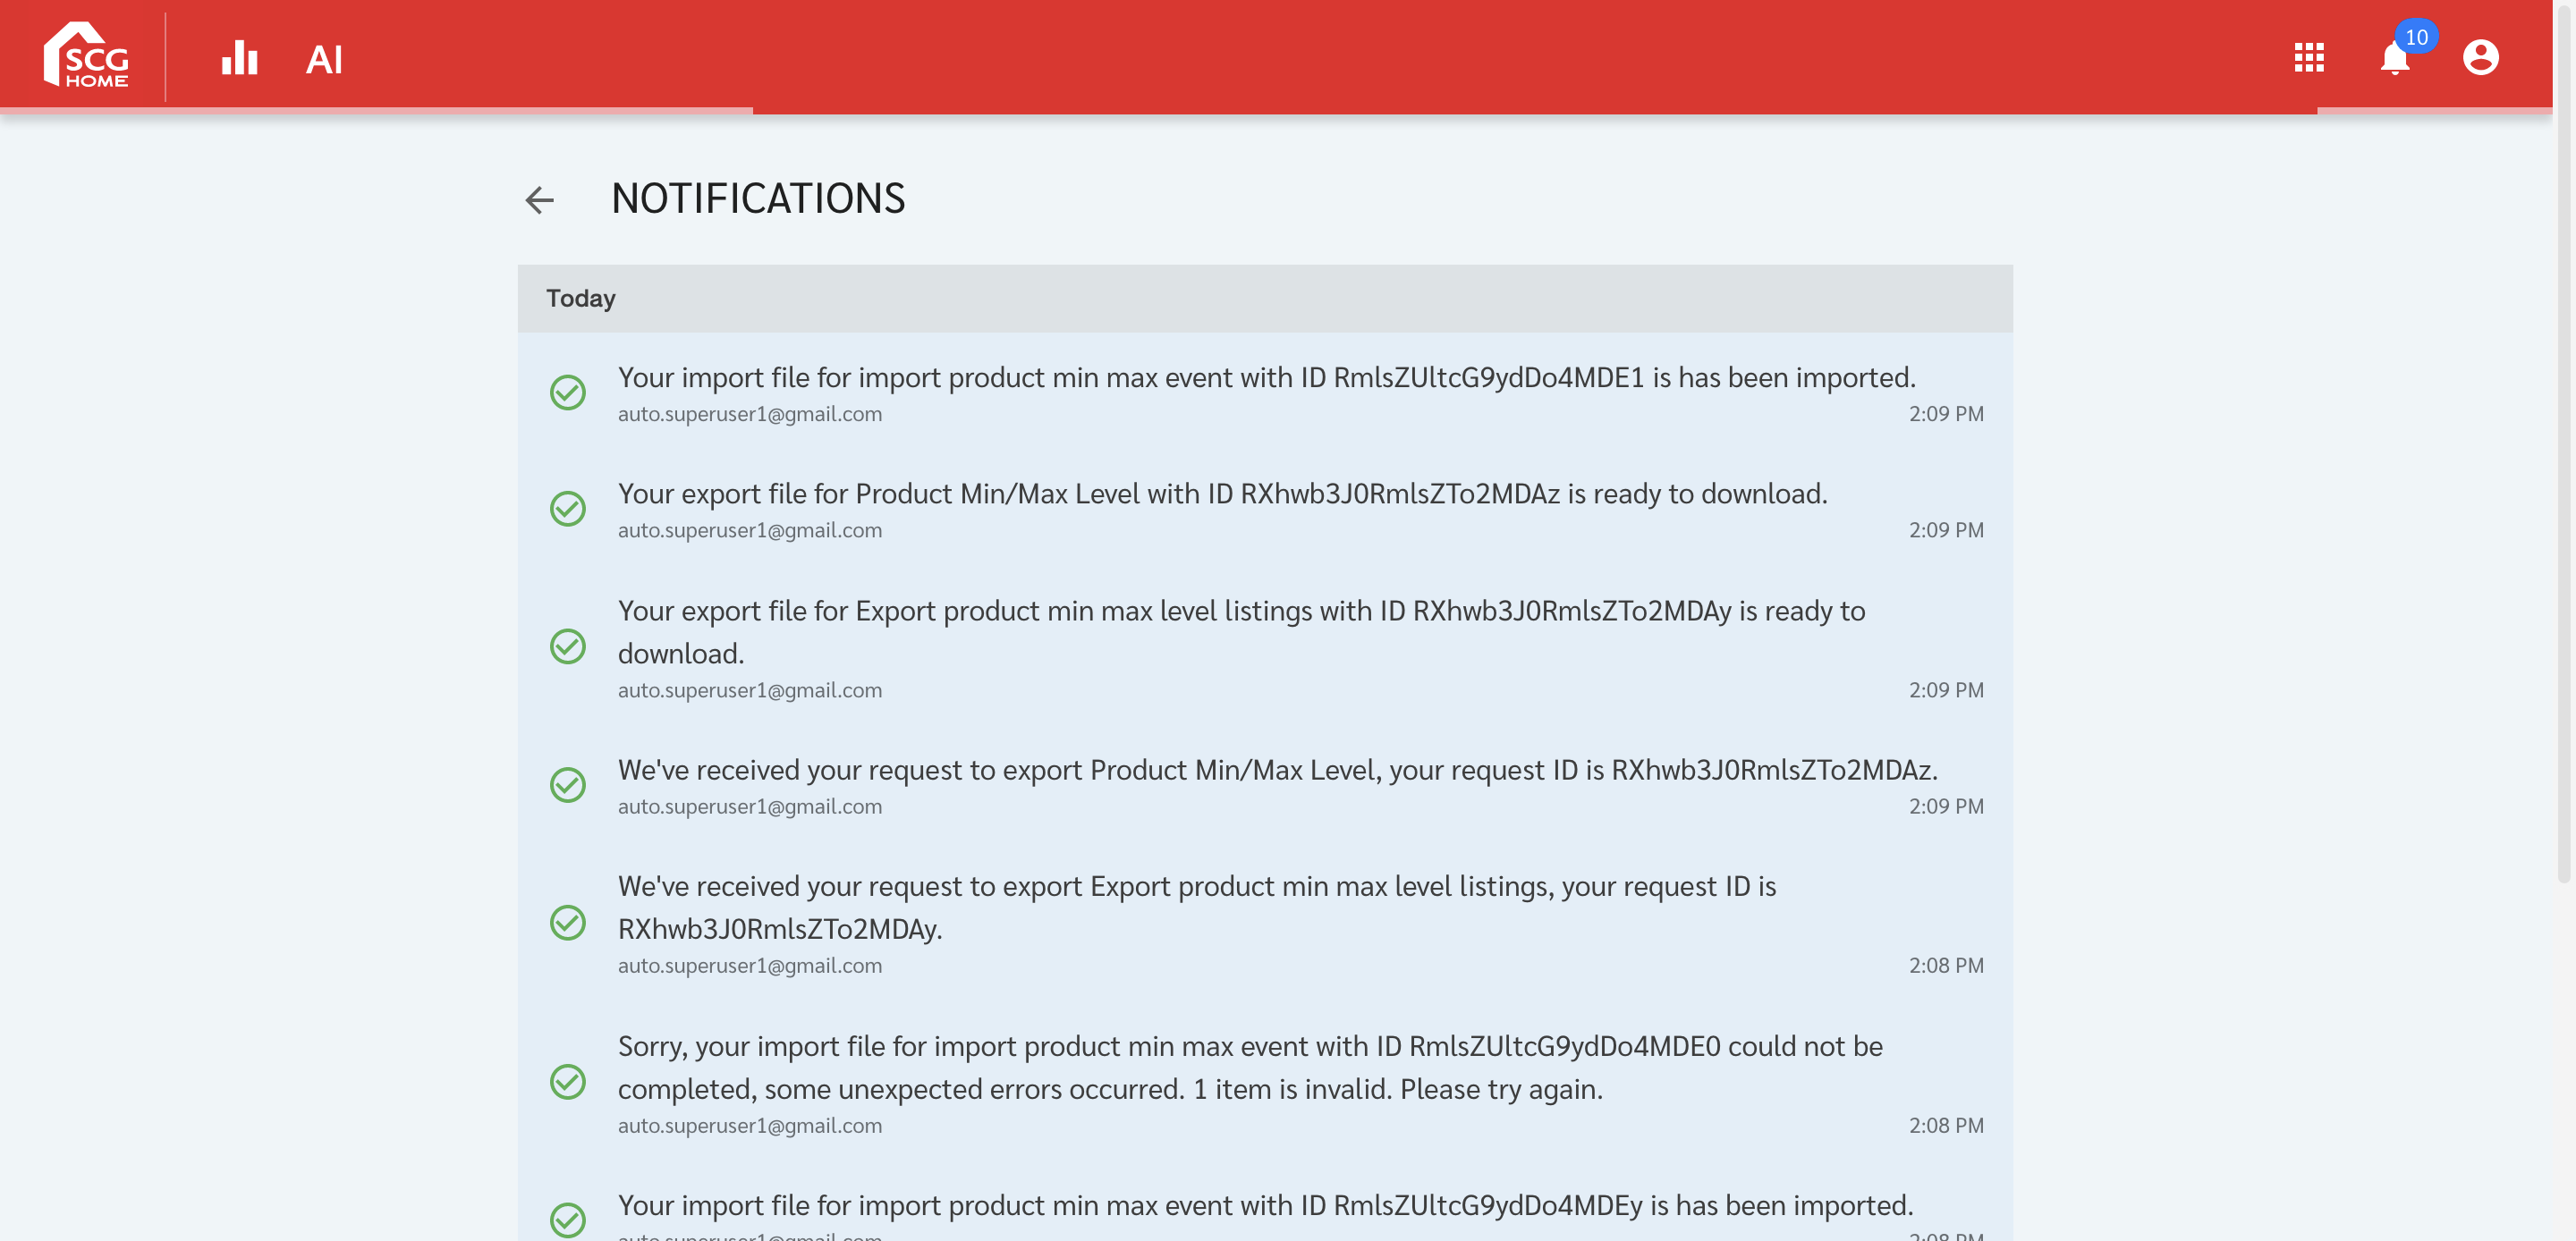 SCG
HOME
AI
10
NOTIFICATIONS
Today
Your import file for import product min max event with ID RmlsZUltcG9ydDo4MDE1 is has been imported.
auto.superuser1@gmail.com
2:09 PM
Your export file for Product Min/Max Level with ID RXhwb3J0RmlsZTo2MDAz is ready to download.
auto.superuser1@gmail.com
2:09 PM
Your export file for Export product min max level listings with ID RXhwb3J0RmlsZTo2MDAy is ready to
download.
auto.superuser1@gmail.com
2:09 PM
We've received your request to export Product Min/Max Level, your request ID is RXhwb3J0RmlsZTo2MDAz.
auto.superuser1@gmail.com
2:09 PM
We've received your request to export Export product min max level listings, your request ID is
RXhwb3J0RmlsZTo2MDAy.
auto.superuser1@gmail.com
2:08 PM
Sorry, your import file for import product min max event with ID RmlsZUltcG9ydDo4MDE0 could not be
completed, some unexpected errors occurred. 1 item is invalid. Please try again.
auto.superuser1@gmail.com
2:08 PM
Your import file for import product min max event with ID RmlsZUltcG9ydDo4MDEy is has been imported.
auto.superuser1@gmail.com
2:08 PM